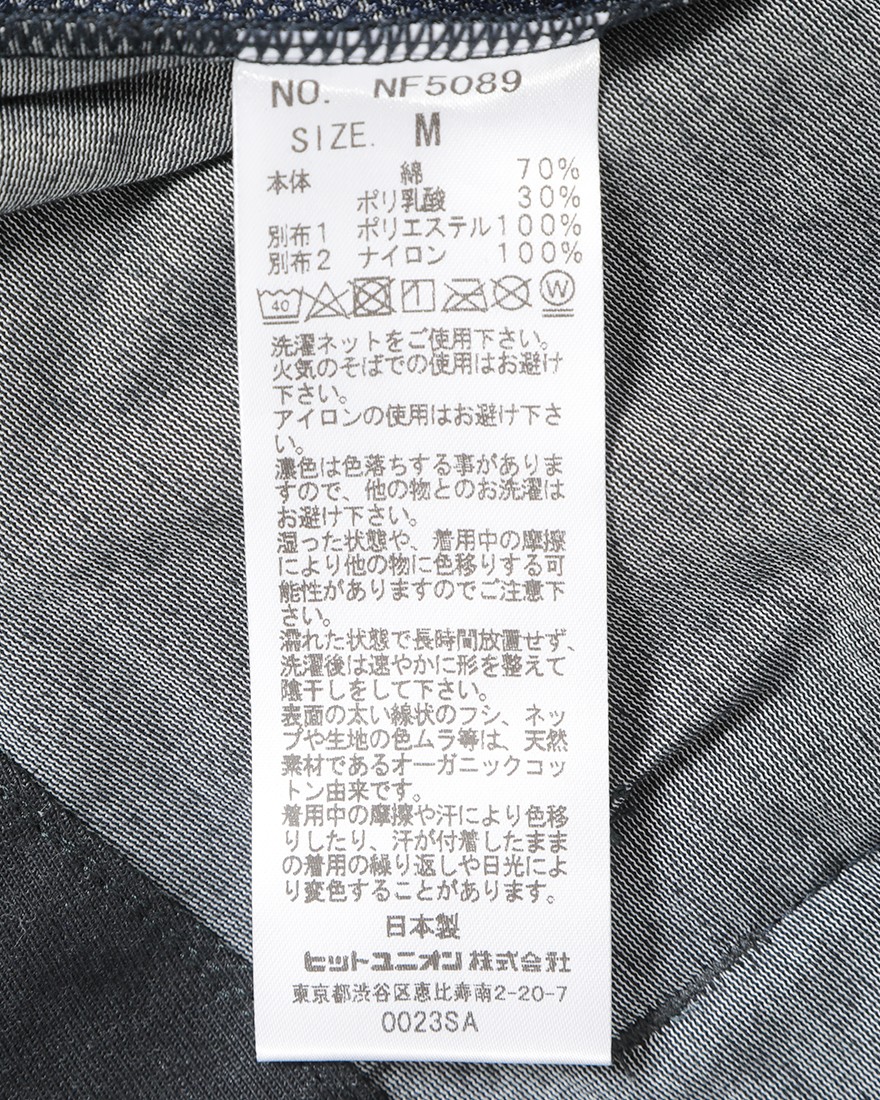 NO. NF5089
SIZE. M
本体 綿 70%
ポリ乳酸 30%
別布1 ポリエステル100%
別布2 ナイロン 100%
40 W
洗濯ネットをご使用下さい。
火気のそばでの使用はお避け
下さい。
アイロンの使用はお避け下さ
い。
濃色は色落ちする事がありま
すので、他の物とのお洗濯は
お避け下さい。
湿った状態や、着用中の摩擦
により他の物に色移りする可
能性がありますのでご注意下
さい。
濡れた状態で長時間放置せず、
洗濯後は速やかに形を整えて
陰干しをして下さい。
表面の太い線状のフシ、ネッ
プや生地の色ムラ等は、天然
素材であるオーガニックコッ
トン由来です。
着用中の摩擦や汗により色移
りしたり、汗が付着したまま
の着用の繰り返しや日光によ
り変色することがあります。
日本製
ヒットユニオン株式会社
東京都渋谷区恵比寿南2-20-7
0023SA